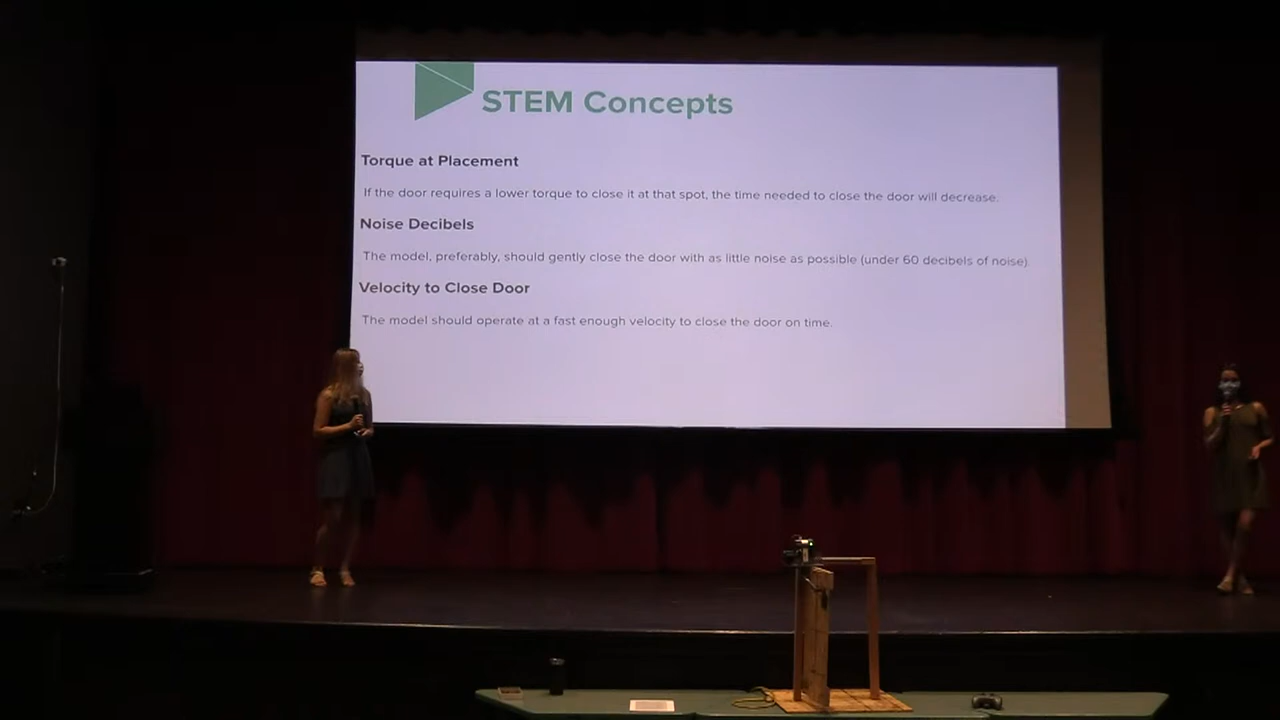 STEM Concepts
Torque at Placement
If the door requires a lower torque to close it at that spot, the time needed to close the door will decrease.
Noise Decibels
The model, preferably, should gently close the door with as little noise as possible (under 60 decibels of noise).
Velocity to Close Door
The model should operate at a fast enough velocity to close the door on time.